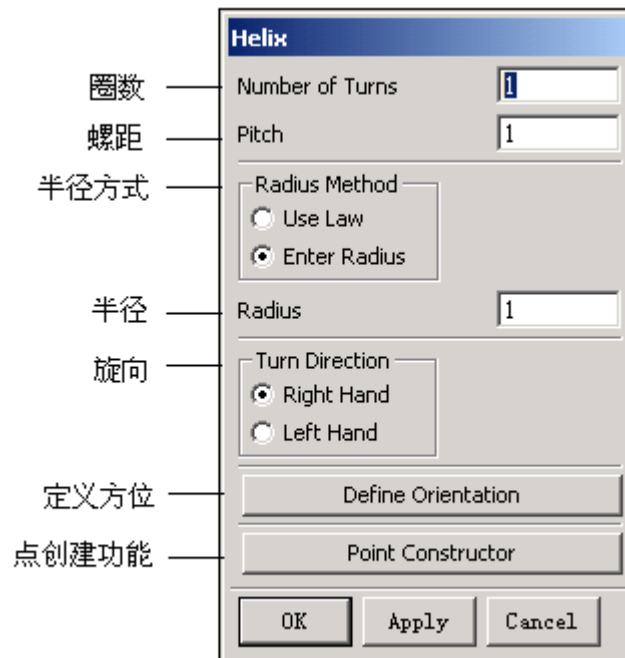 Helix
圈数 Number of Turns 1
螺距 Pitch 1
半径方式 Radius Method
Use Law
Enter Radius
半径 Radius 1
旋向 Turn Direction
Right Hand
Left Hand
定义方位 Define Orientation
点创建功能 Point Constructor
OK Apply Cancel